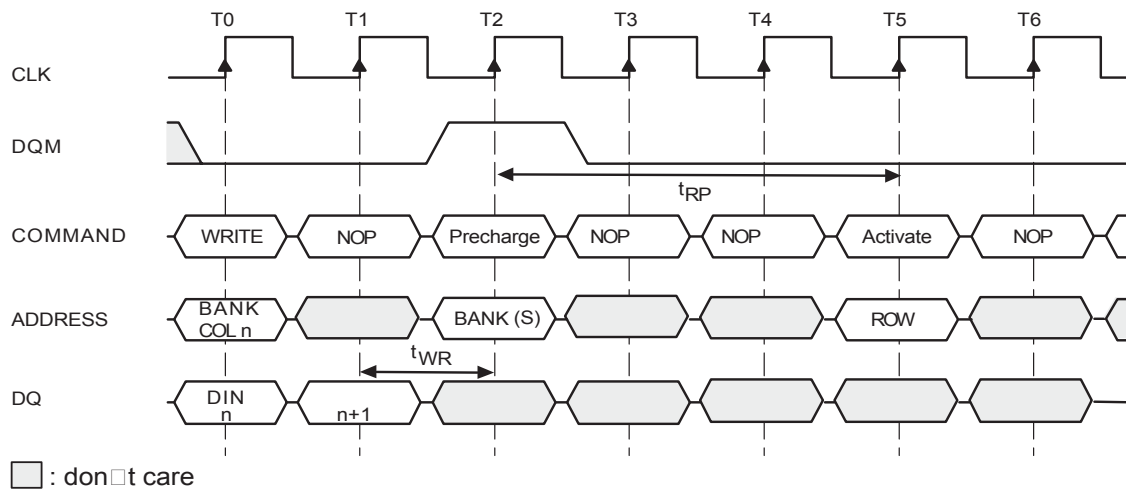 T0 T1 T2 T3 T4 T5 T6
CLK
DQM
tRP
COMMAND WRITE NOP Precharge NOP NOP Activate NOP
ADDRESS BANK COL n BANK (S) ROW
tWR
DQ DIN n n+1
: don□t care